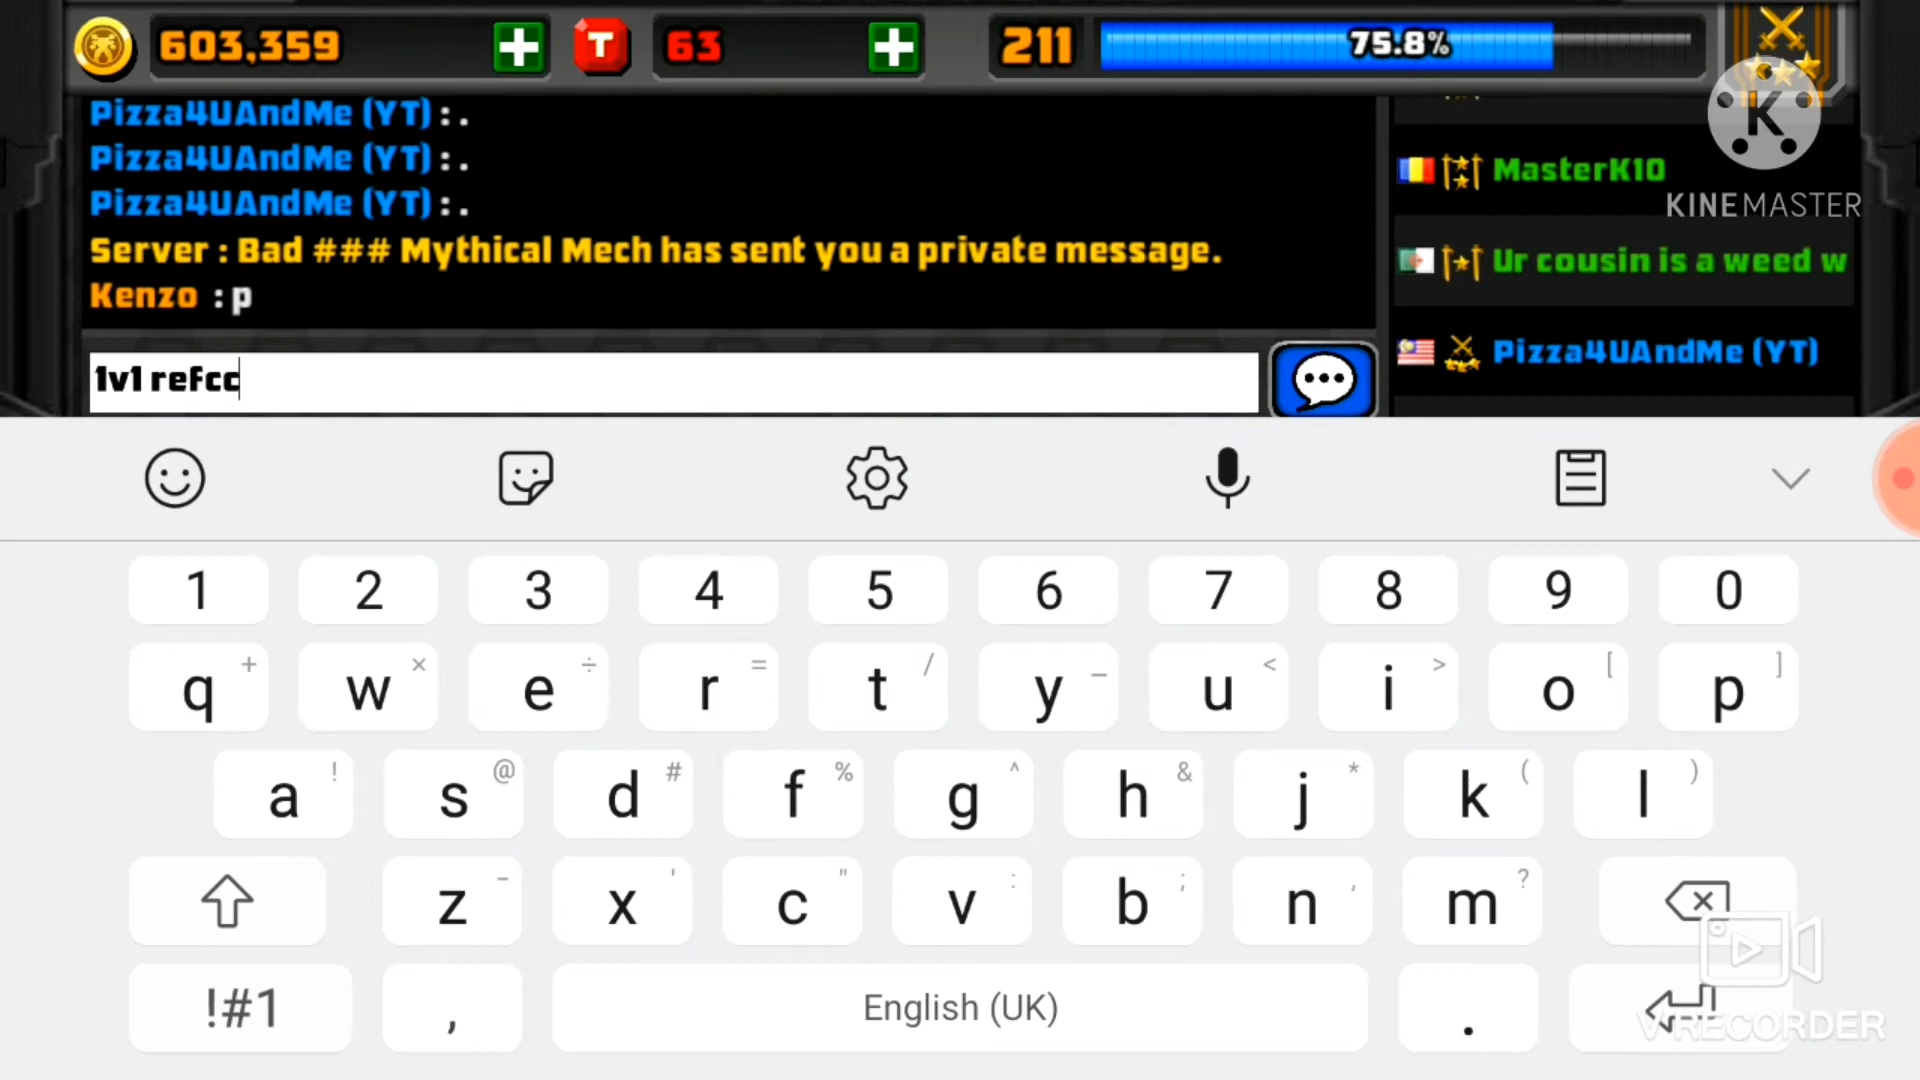 603,359 T 63 211 75.8%
Pizza4UAndMe (YT) : .
Pizza4UAndMe (YT) : .
Pizza4UAndMe (YT) : .
Server : Bad ### Mythical Mech has sent you a private message.
Kenzo : p
1v1 refcc
K
KINEMASTER
MasterK10
Ur cousin is a weed w
Pizza4UAndMe (YT)
1 2 3 4 5 6 7 8 9 0
q + w × e ÷ r = t / y _ u < i > o [ p ]
a ! s @ d # f % g ^ h & j * k ( l )
z - x ' c " v : b ; n , m ?
!#1 , English (UK) .
VRECORDER